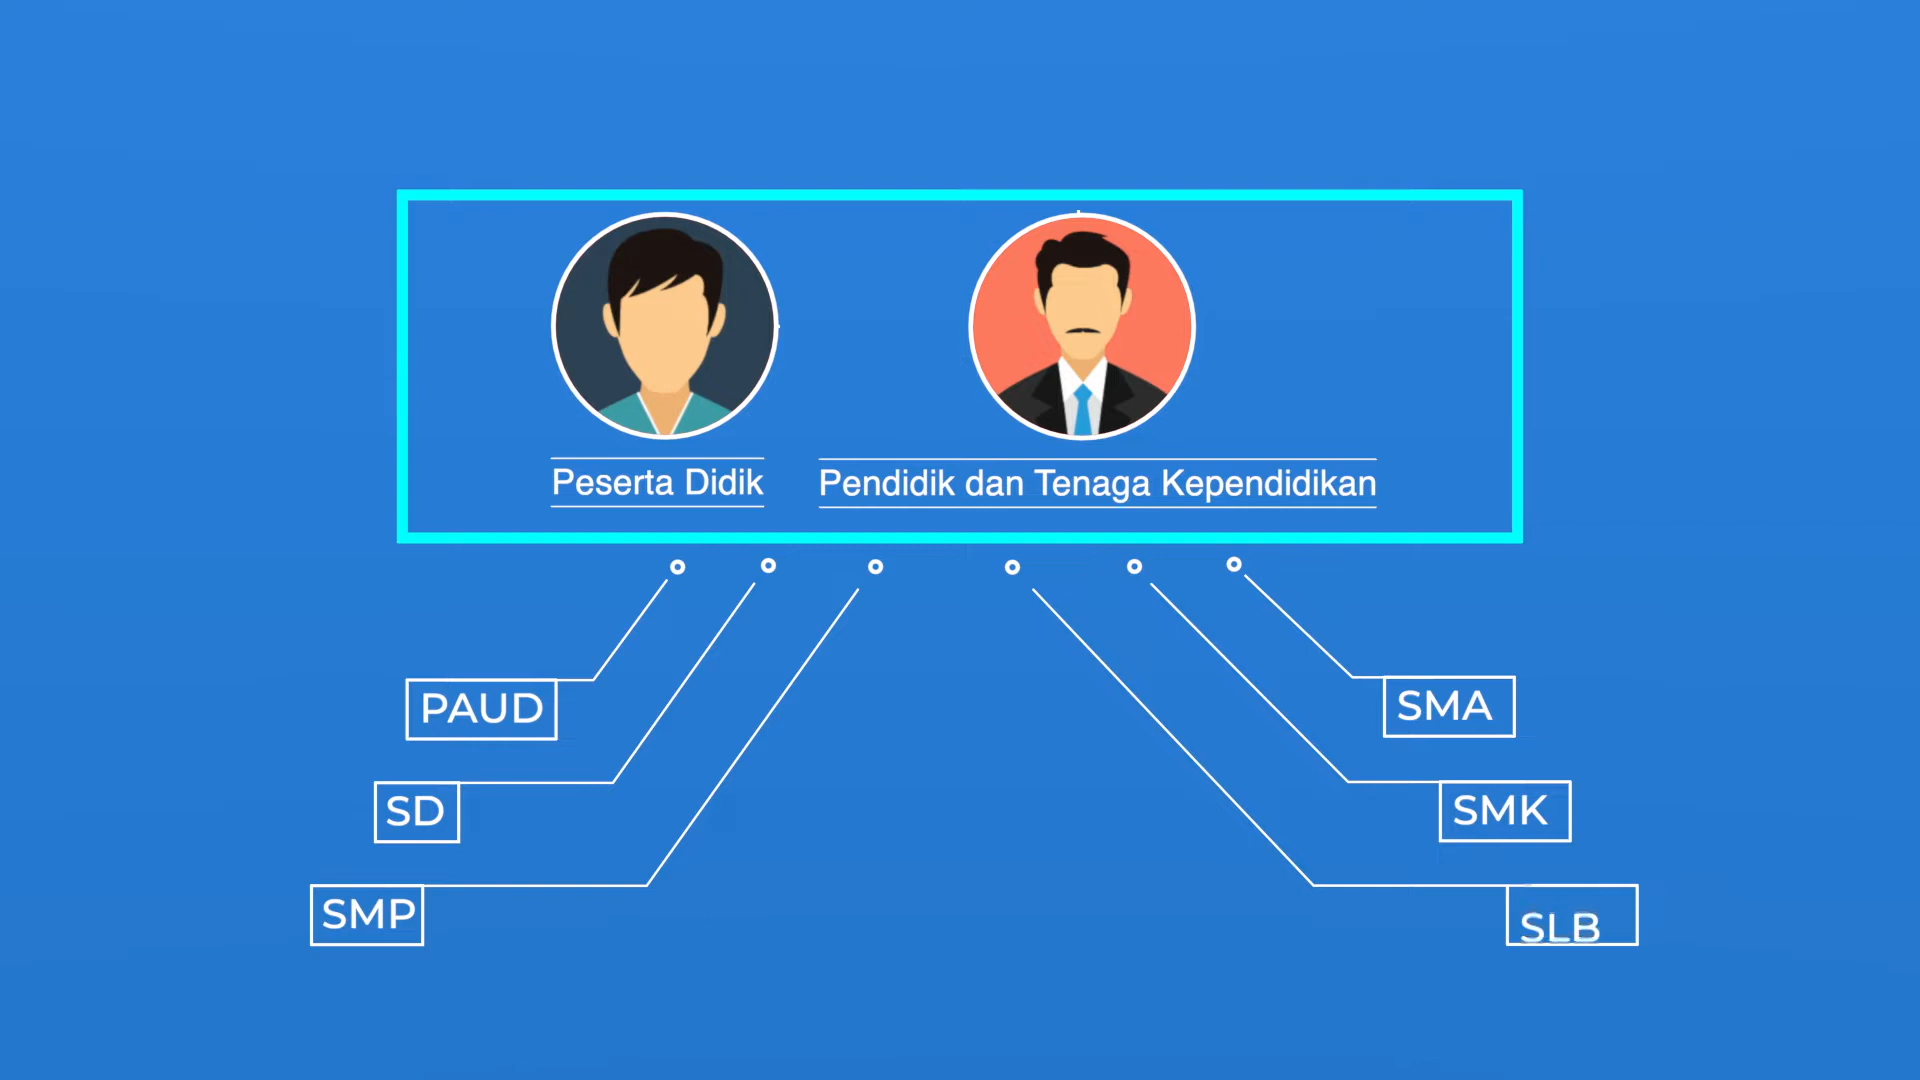 Peserta Didik
Pendidik dan Tenaga Kependidikan
PAUD
SD
SMP
SMA
SMK
SLB